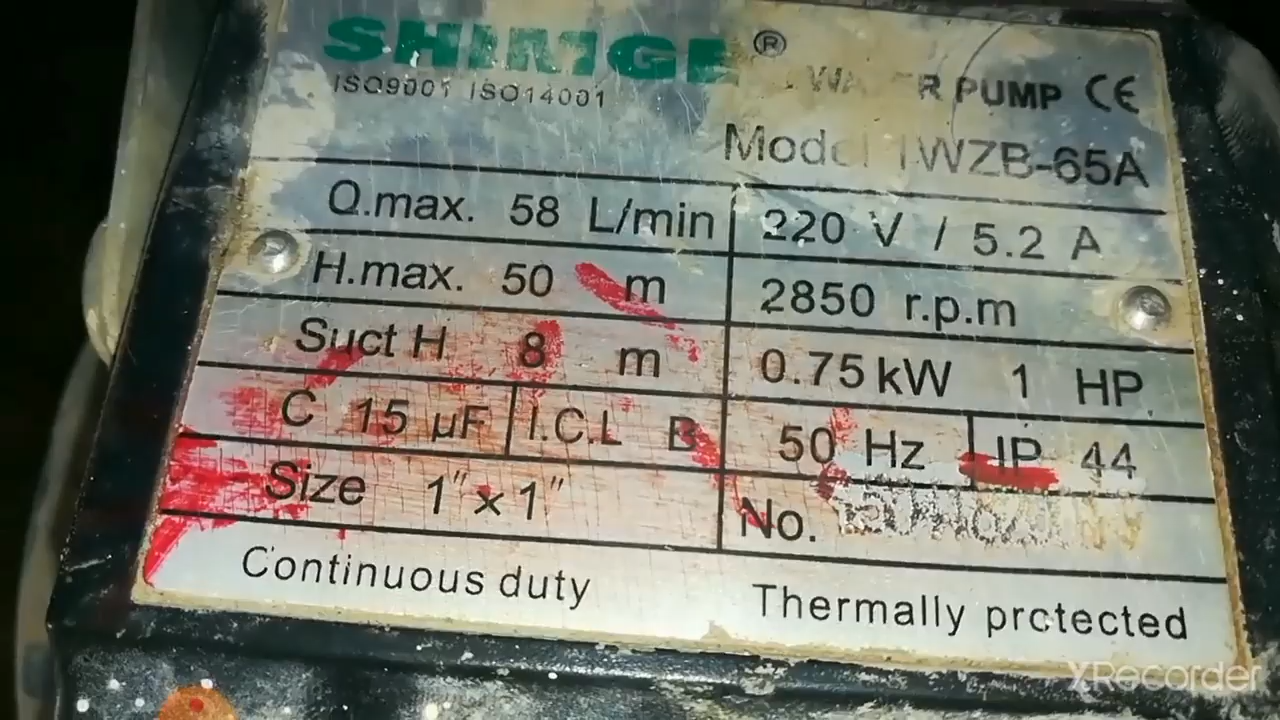 SHIMGE ®
WATER PUMP CE
ISO9001 ISO14001
Model 1WZB-65A
Q.max. 58 L/min 220 V / 5.2 A
H.max. 50 m 2850 r.p.m
Suct H 8 m 0.75 kW 1 HP
C 15 μF I.C.L B 50 Hz IP 44
Size 1" × 1" No.
Continuous duty Thermally protected
XRecorder